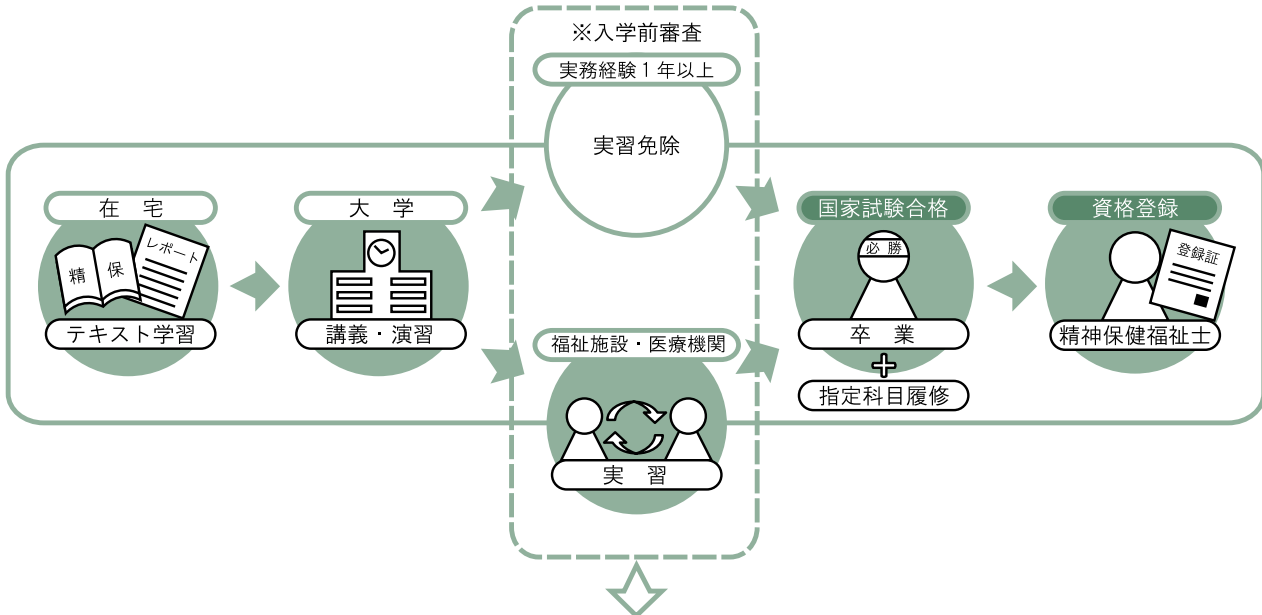 ※入学前審査
実務経験1年以上
実習免除
在　宅
精　保
レポート
テキスト学習
大　学
講義・演習
福祉施設・医療機関
実　習
国家試験合格
必 勝
卒　業
＋
指定科目履修
資格登録
登録証
精神保健福祉士